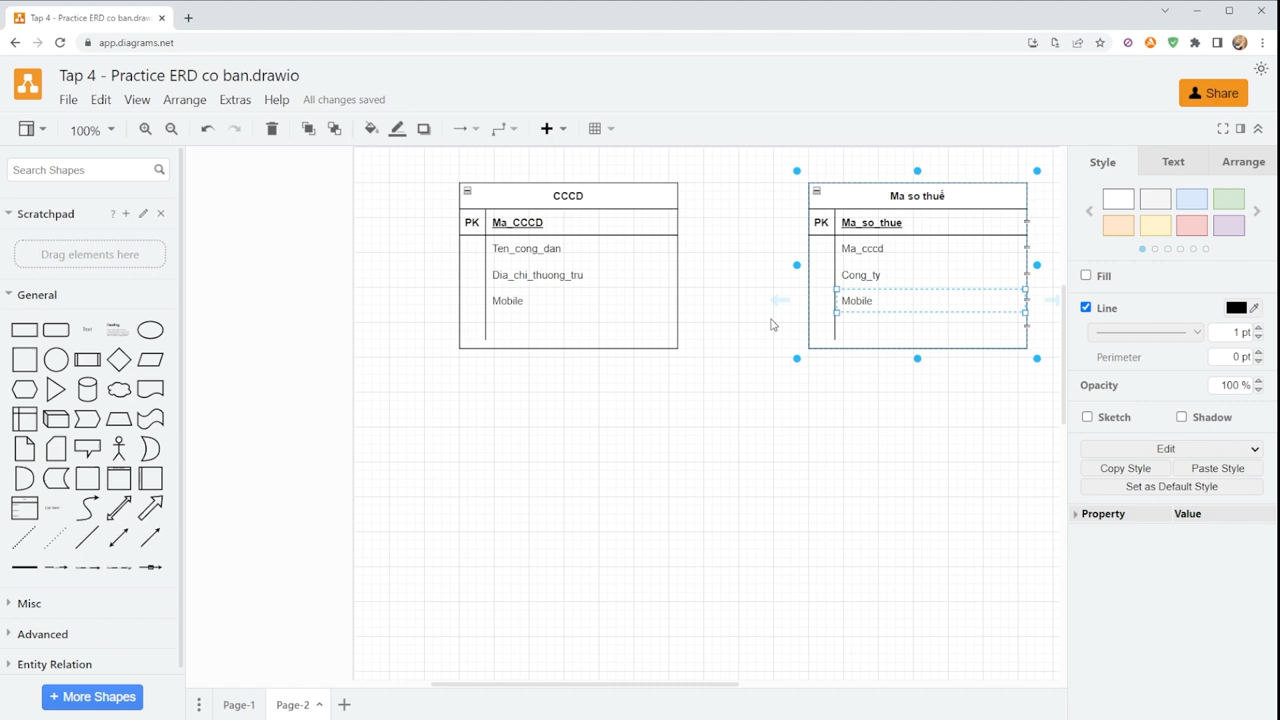 Tap 4 - Practice ERD co ban.draw
app.diagrams.net
Tap 4 - Practice ERD co ban.drawio
File Edit View Arrange Extras Help All changes saved
Share
100%
Search Shapes
Scratchpad
?
Drag elements here
General
Text
Heading
List Item
Misc
Advanced
Entity Relation
+ More Shapes
CCCD
PK Ma_CCCD
Ten_cong_dan
Dia_chi_thuong_tru
Mobile
Ma so thuế
PK Ma_so_thue
Ma_cccd
Cong_ty
Mobile
Style Text Arrange
Fill
Line
1 pt
Perimeter 0 pt
Opacity 100 %
Sketch Shadow
Edit
Copy Style Paste Style
Set as Default Style
Property Value
Page-1 Page-2